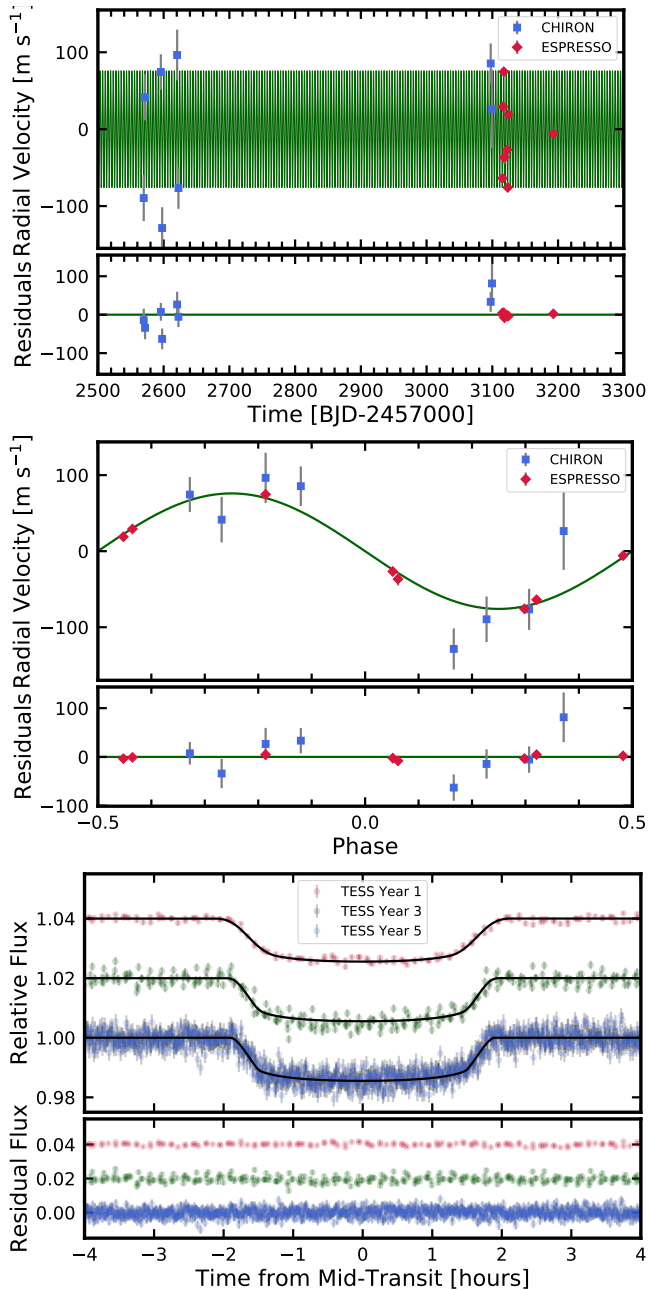 Radial Velocity [m s⁻¹]
100
0
−100
CHIRON
ESPRESSO
Residuals
100
0
−100
2500 2600 2700 2800 2900 3000 3100 3200 3300
Time [BJD-2457000]
Radial Velocity [m s⁻¹]
100
0
−100
CHIRON
ESPRESSO
Residuals
100
0
−100
−0.5 0.0 0.5
Phase
Relative Flux
1.04
1.02
1.00
0.98
TESS Year 1
TESS Year 3
TESS Year 5
Residual Flux
0.04
0.02
0.00
−4 −3 −2 −1 0 1 2 3 4
Time from Mid-Transit [hours]